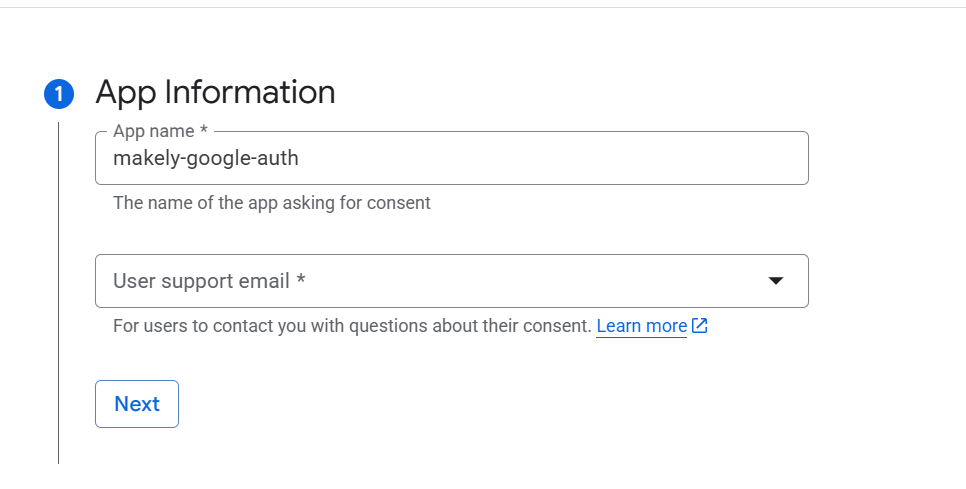 1 App Information
App name *
makely-google-auth
The name of the app asking for consent
User support email *
For users to contact you with questions about their consent. Learn more
Next